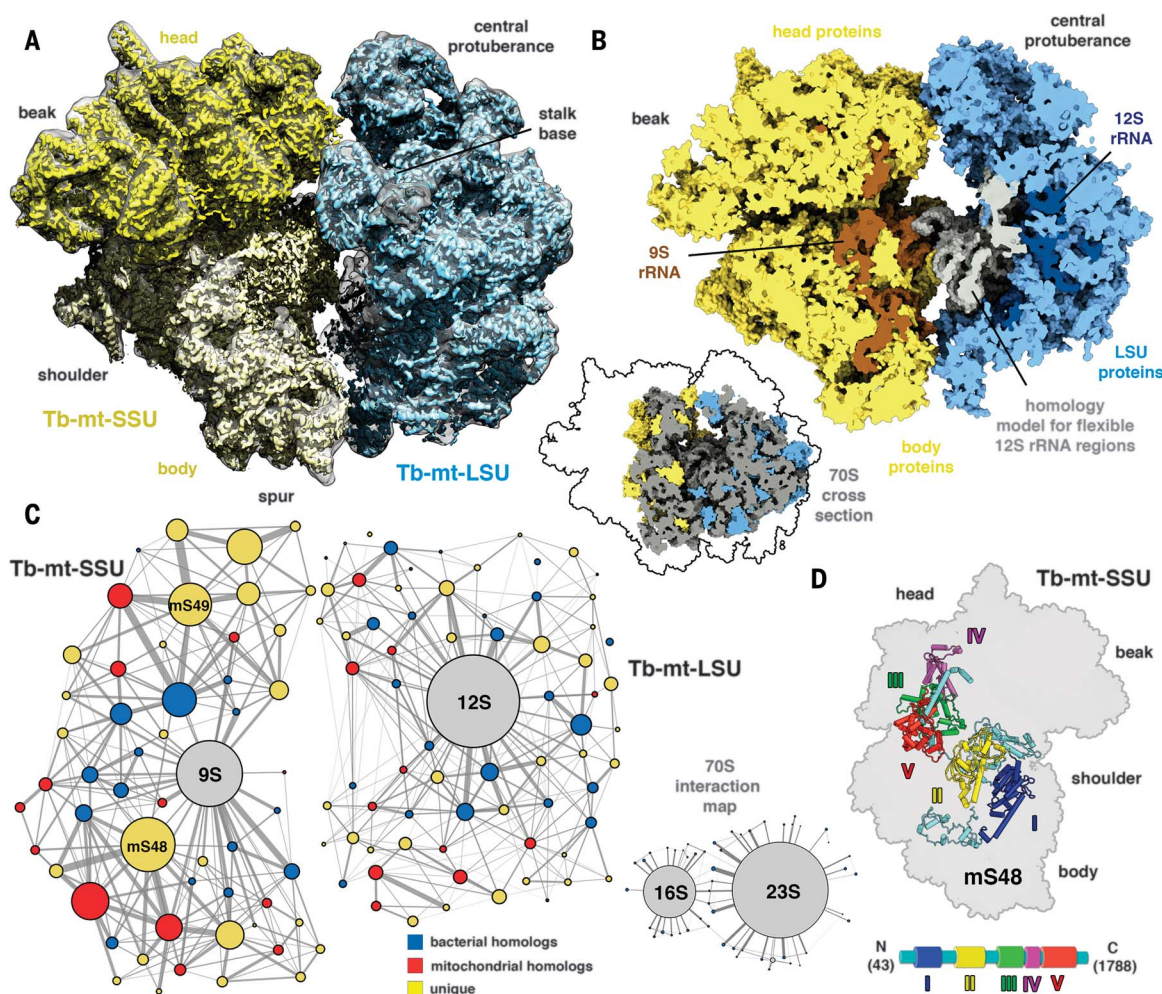 A
head
central
protuberance
beak
stalk
base
shoulder
Tb-mt-SSU
body
Tb-mt-LSU
spur
B
head proteins
central
protuberance
beak
12S
rRNA
9S
rRNA
LSU
proteins
homology
model for flexible
12S rRNA regions
body
proteins
70S
cross
section
8
C
Tb-mt-SSU
mS49
9S
mS48
12S
Tb-mt-LSU
70S
interaction
map
16S
23S
bacterial homologs
mitochondrial homologs
unique
D
Tb-mt-SSU
head
IV
beak
III
V
shoulder
II
I
body
mS48
N
(43)
C
(1788)
I
II
III
IV
V